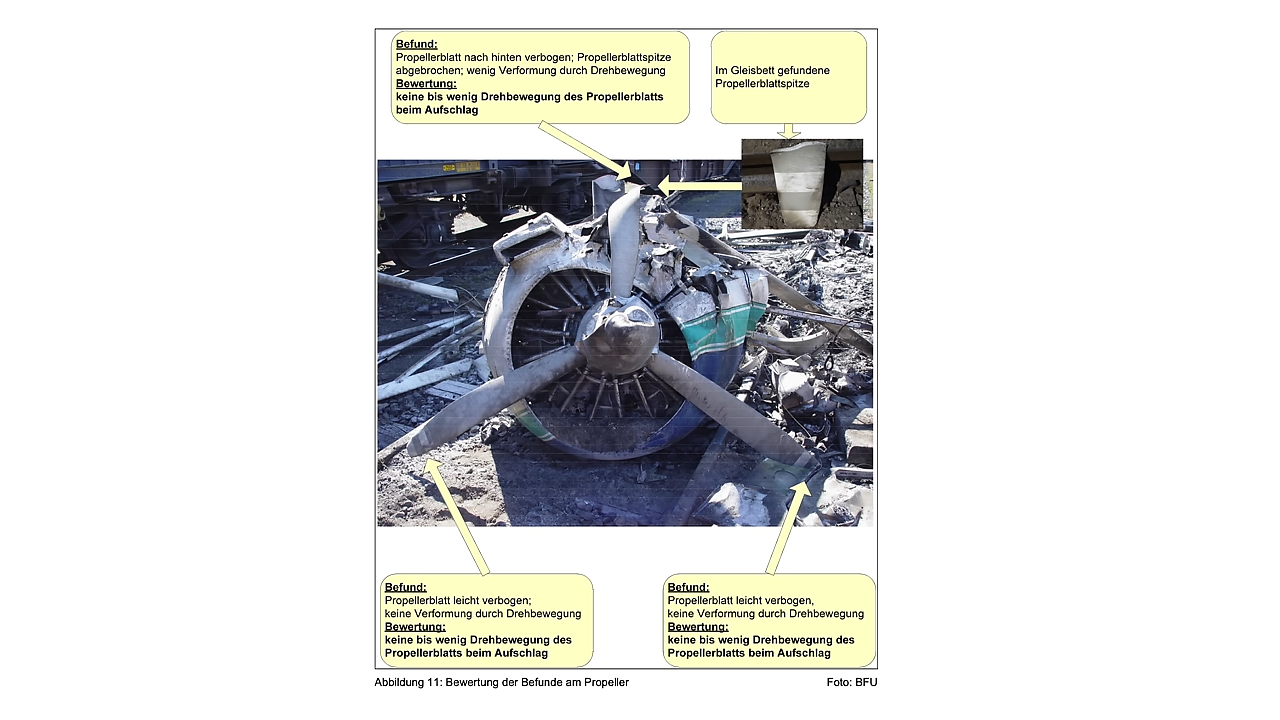 Befund:
Propellerblatt nach hinten verbogen; Propellerblattspitze
abgebrochen; wenig Verformung durch Drehbewegung
Bewertung:
keine bis wenig Drehbewegung des Propellerblatts
beim Aufschlag
Im Gleisbett gefundene
Propellerblattspitze
Befund:
Propellerblatt leicht verbogen;
keine Verformung durch Drehbewegung
Bewertung:
keine bis wenig Drehbewegung des
Propellerblatts beim Aufschlag
Befund:
Propellerblatt leicht verbogen,
keine Verformung durch Drehbewegung
Bewertung:
keine bis wenig Drehbewegung des
Propellerblatts beim Aufschlag
Abbildung 11: Bewertung der Befunde am Propeller
Foto: BFU